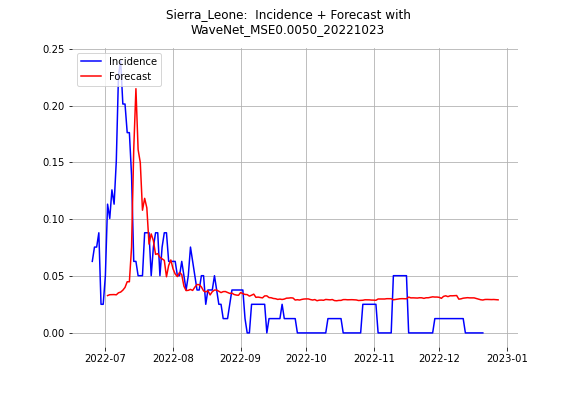 Sierra_Leone:  Incidence + Forecast with
WaveNet_MSE0.0050_20221023
Incidence
Forecast
0.25
0.20
0.15
0.10
0.05
0.00
2022-07 2022-08 2022-09 2022-10 2022-11 2022-12 2023-01